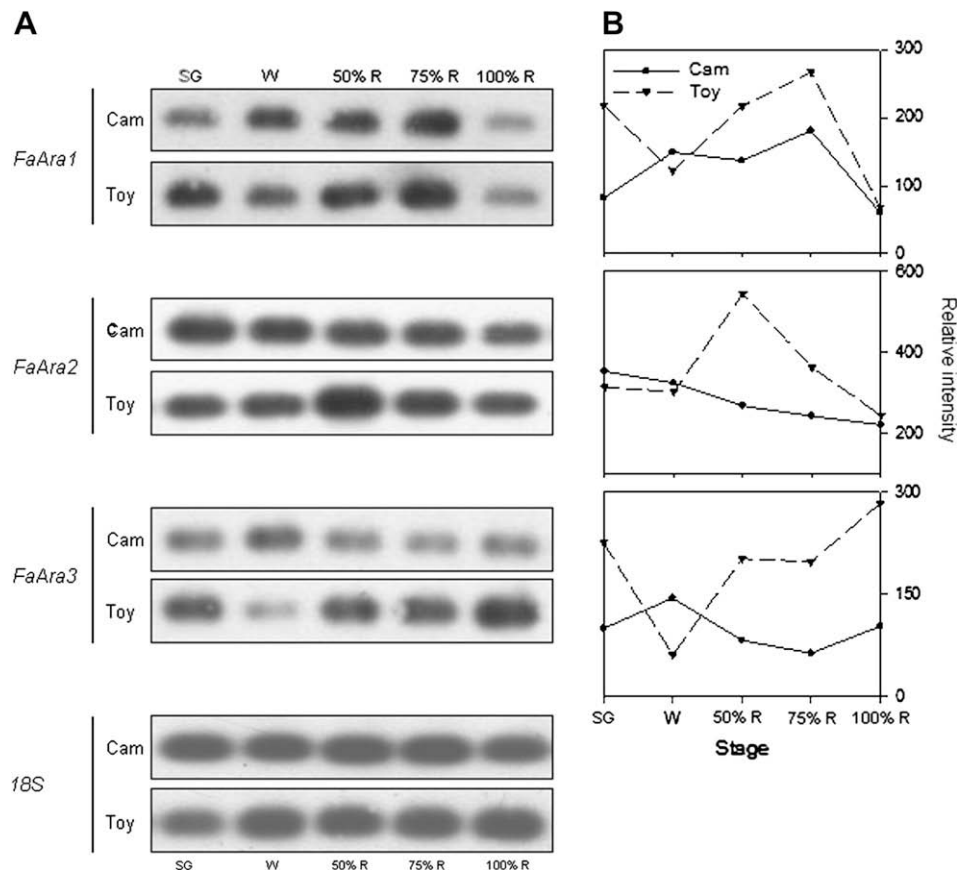 A
SG W 50% R 75% R 100% R
FaAra1
Cam
Toy
FaAra2
Cam
Toy
FaAra3
Cam
Toy
18S
Cam
Toy
SG W 50% R 75% R 100% R
B
Cam
Toy
300
200
100
0
600
400
200
300
150
0
Relative intensity
SG W 50% R 75% R 100% R
Stage